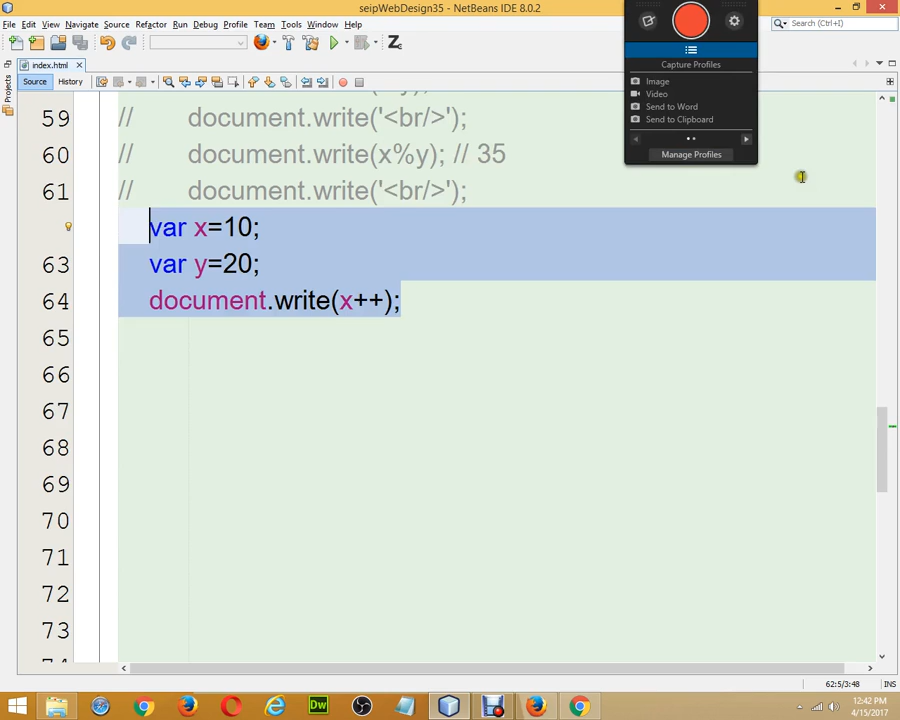 seipWebDesign35 - NetBeans IDE 8.0.2
File Edit View Navigate Source Refactor Run Debug Profile Team Tools Window Help
Search (Ctrl+I)
index.html
Source History
Projects
Capture Profiles
Image
Video
Send to Word
Send to Clipboard
Manage Profiles
59 // document.write('<br/>');
60 // document.write(x%y); // 35
61 // document.write('<br/>');
var x=10;
63 var y=20;
64 document.write(x++);
65
66
67
68
69
70
71
72
73
62:5/3:48 INS
Dw
12:42 PM
4/15/2017